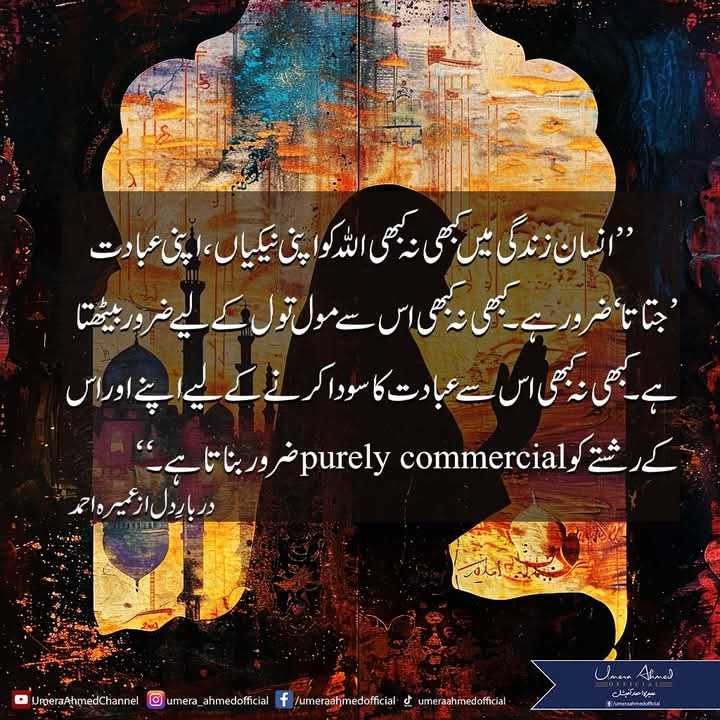 ’’انسان زندگی میں کبھی نہ کبھی اللہ کو اپنی نیکیاں، اپنی عبادت
’جتاتا‘ ضرور ہے۔ کبھی نہ کبھی اس سے مول تول کے لیے ضرور بیٹھتا
ہے۔ کبھی نہ کبھی اس سے عبادت کا سودا کرنے کے لیے اپنے اور اس
کے رشتے کو purely commercial ضرور بناتا ہے۔‘‘
دربارِ دل از عمیرہ احمد
Umera Ahmed
OFFICIAL
/umeraahmedofficial
UmeraAhmedChannel umera_ahmedofficial /umeraahmedofficial umeraahmedofficial